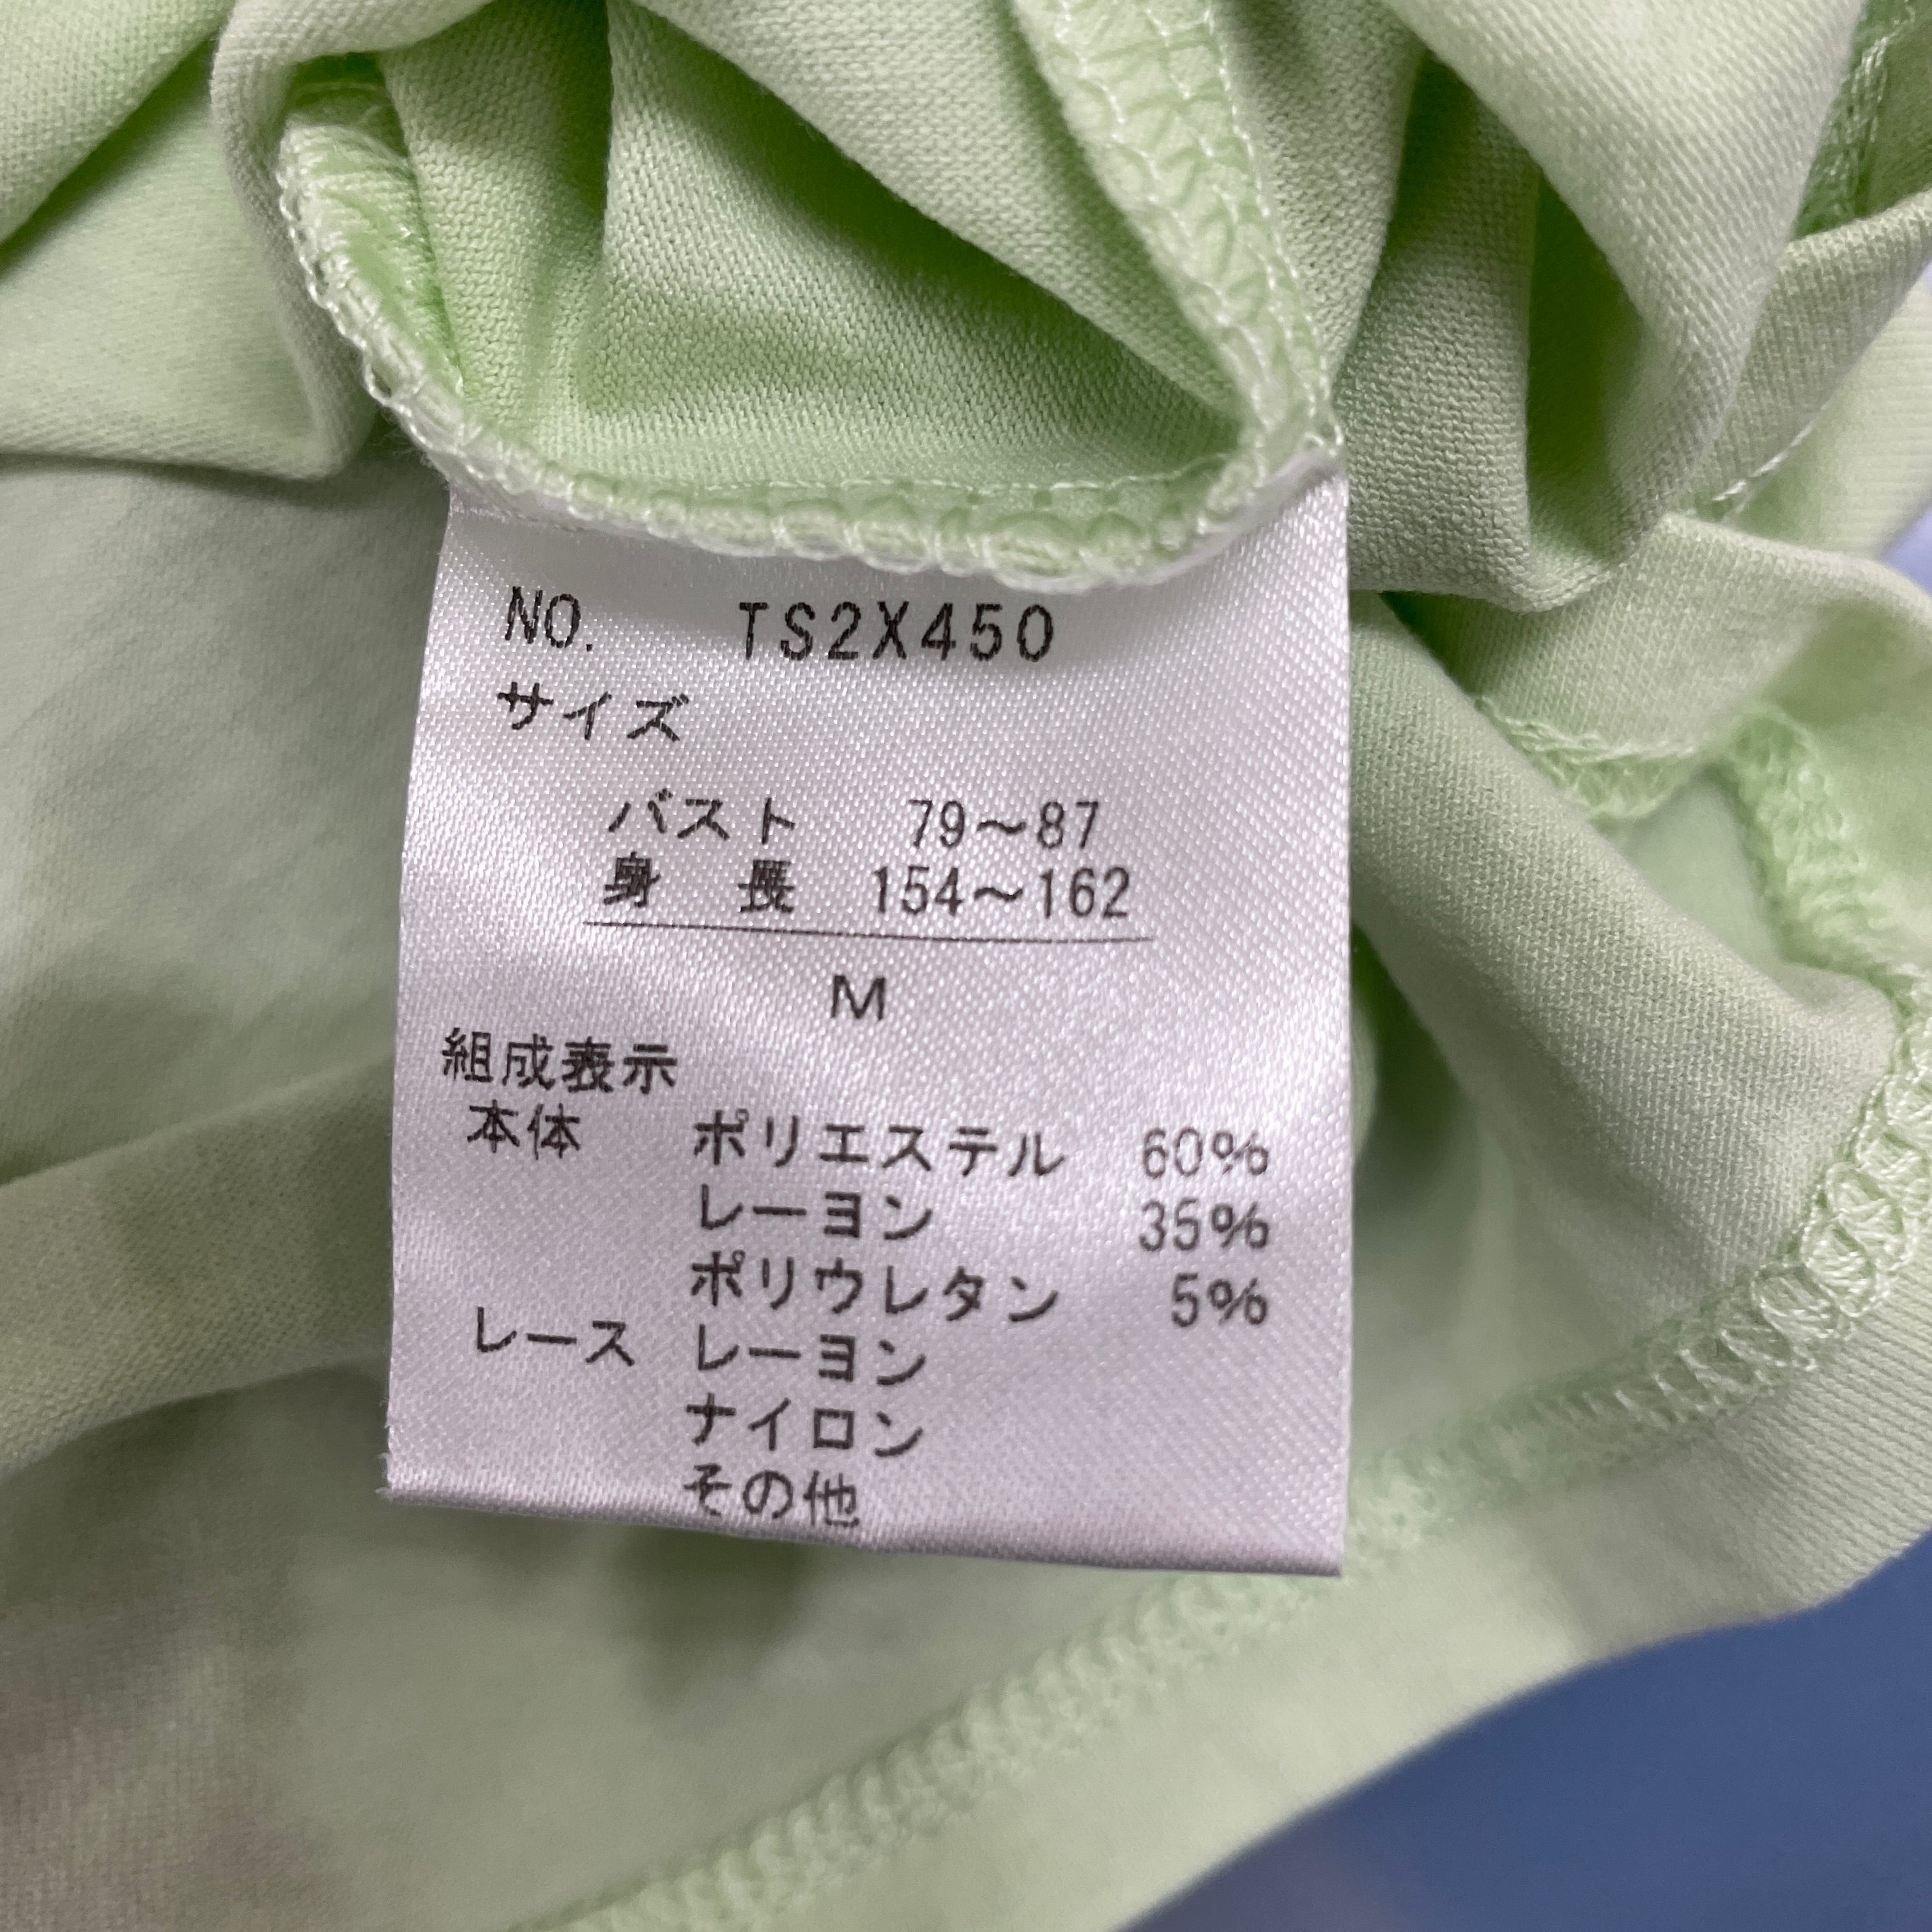 NO. TS2X450
サイズ
バスト 79～87
身長 154～162
M
組成表示
本体 ポリエステル 60%
レーヨン 35%
ポリウレタン 5%
レース レーヨン
ナイロン
その他